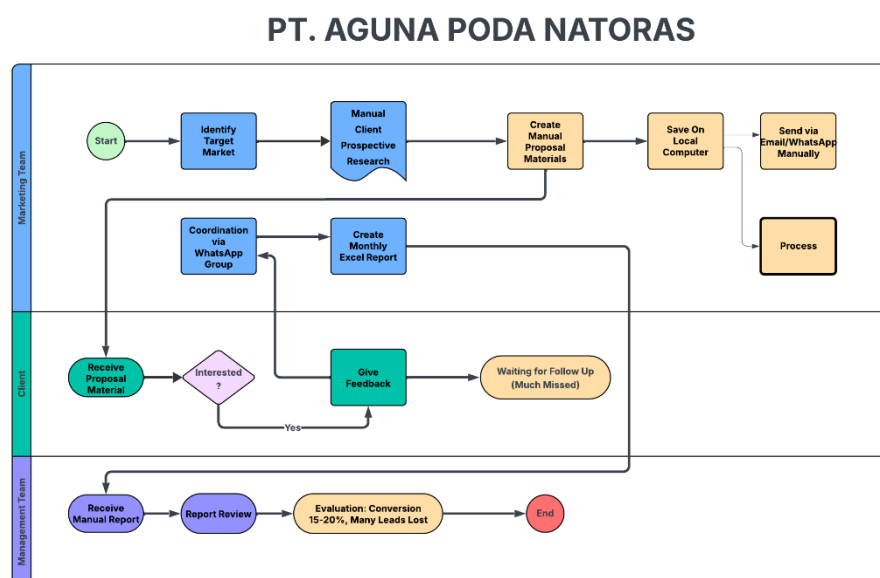 PT. AGUNA PODA NATORAS
Marketing Team
Start
Identify
Target
Market
Manual
Client
Prospective
Research
Create
Manual
Proposal
Materials
Save On
Local
Computer
Send via
Email/WhatsApp
Manually
Coordination
via
WhatsApp
Group
Create
Monthly
Excel Report
Process
Client
Receive
Proposal
Material
Interested
?
Yes
Give
Feedback
Waiting for Follow Up
(Much Missed)
Management Team
Receive
Manual Report
Report Review
Evaluation: Conversion
15-20%, Many Leads Lost
End